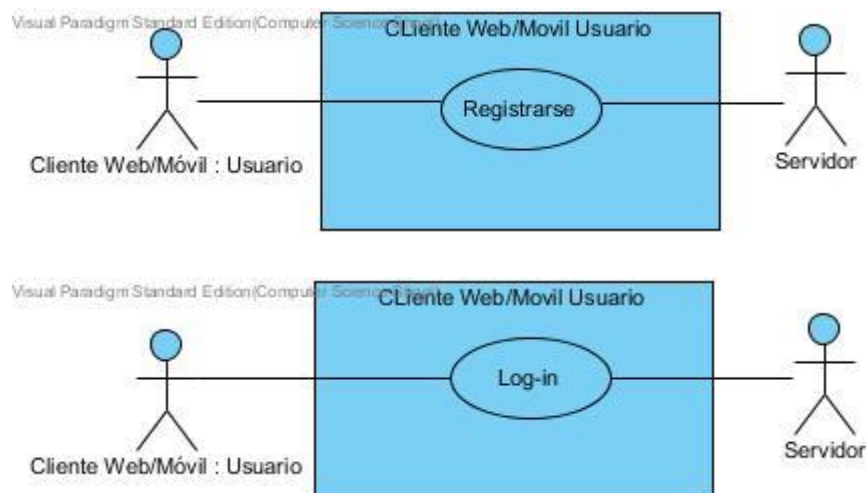 Visual Paradigm Standard Edition(Computer Science
CLiente Web/Movil Usuario
Registrarse
Cliente Web/Móvil : Usuario
Servidor
Visual Paradigm Standard Edition(Computer Science
CLiente Web/Movil Usuario
Log-in
Servidor
Cliente Web/Móvil : Usuario